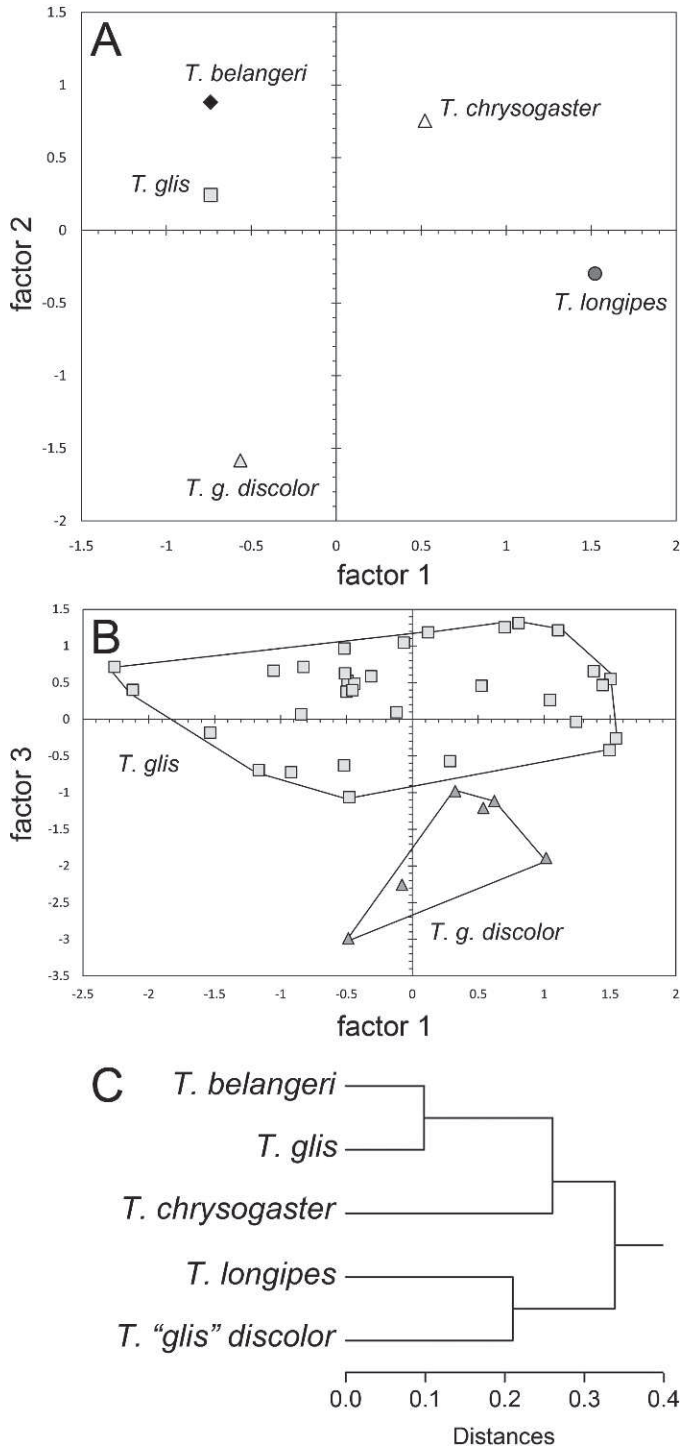 A
T. belangeri
T. chrysogaster
T. glis
T. longipes
T. g. discolor
factor 2
1.5
1
0.5
0
-0.5
-1
-1.5
-2
-1.5 -1 -0.5 0 0.5 1 1.5 2
factor 1
B
T. glis
T. g. discolor
factor 3
1.5
1
0.5
0
-0.5
-1
-1.5
-2
-2.5
-3
-3.5
-2.5 -2 -1.5 -1 -0.5 0 0.5 1 1.5 2
factor 1
C
T. belangeri
T. glis
T. chrysogaster
T. longipes
T. “glis” discolor
0.0 0.1 0.2 0.3 0.4
Distances